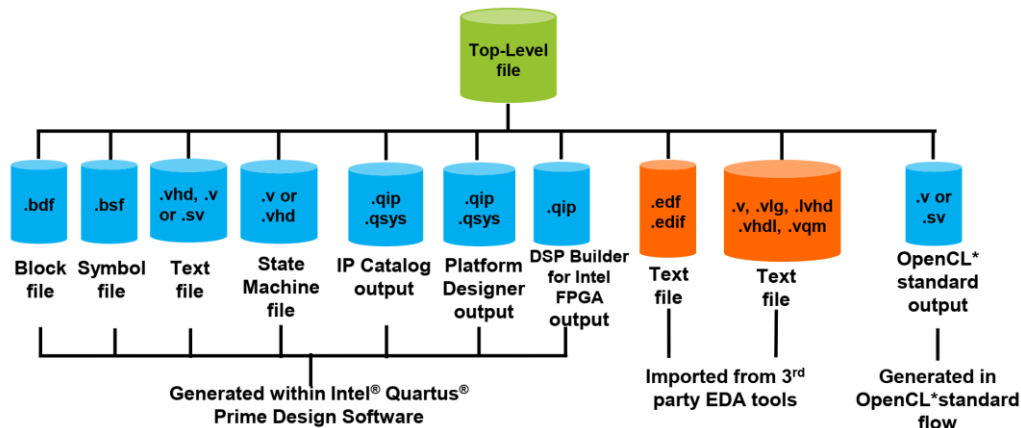 Top-Level
file
.bdf
.bsf
.vhd, .v
or .sv
.v or
.vhd
.qip
.qsys
.qip
.qsys
.qip
.edf
.edif
.v, .vlg, .lvhd
.vhdl, .vqm
.v or
.sv
Block
file
Symbol
file
Text
file
State
Machine
file
IP Catalog
output
Platform
Designer
output
DSP Builder
for Intel
FPGA
output
Text
file
Text
file
OpenCL*
standard
output
Generated within Intel® Quartus®
Prime Design Software
Imported from 3rd
party EDA tools
Generated in
OpenCL*standard
flow